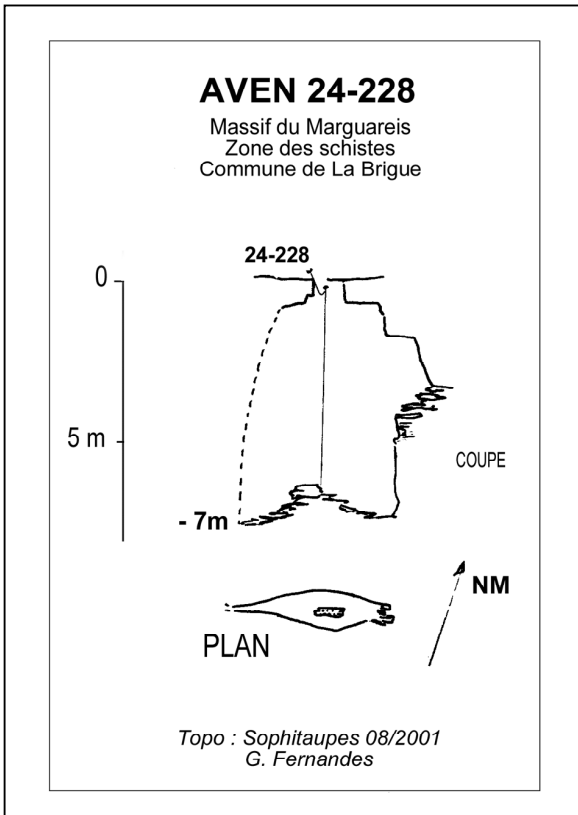 AVEN 24-228
Massif du Marguareis
Zone des schistes
Commune de La Brigue
24-228
0
5 m
COUPE
- 7m
NM
PLAN
Topo : Sophitaupes 08/2001
G. Fernandes